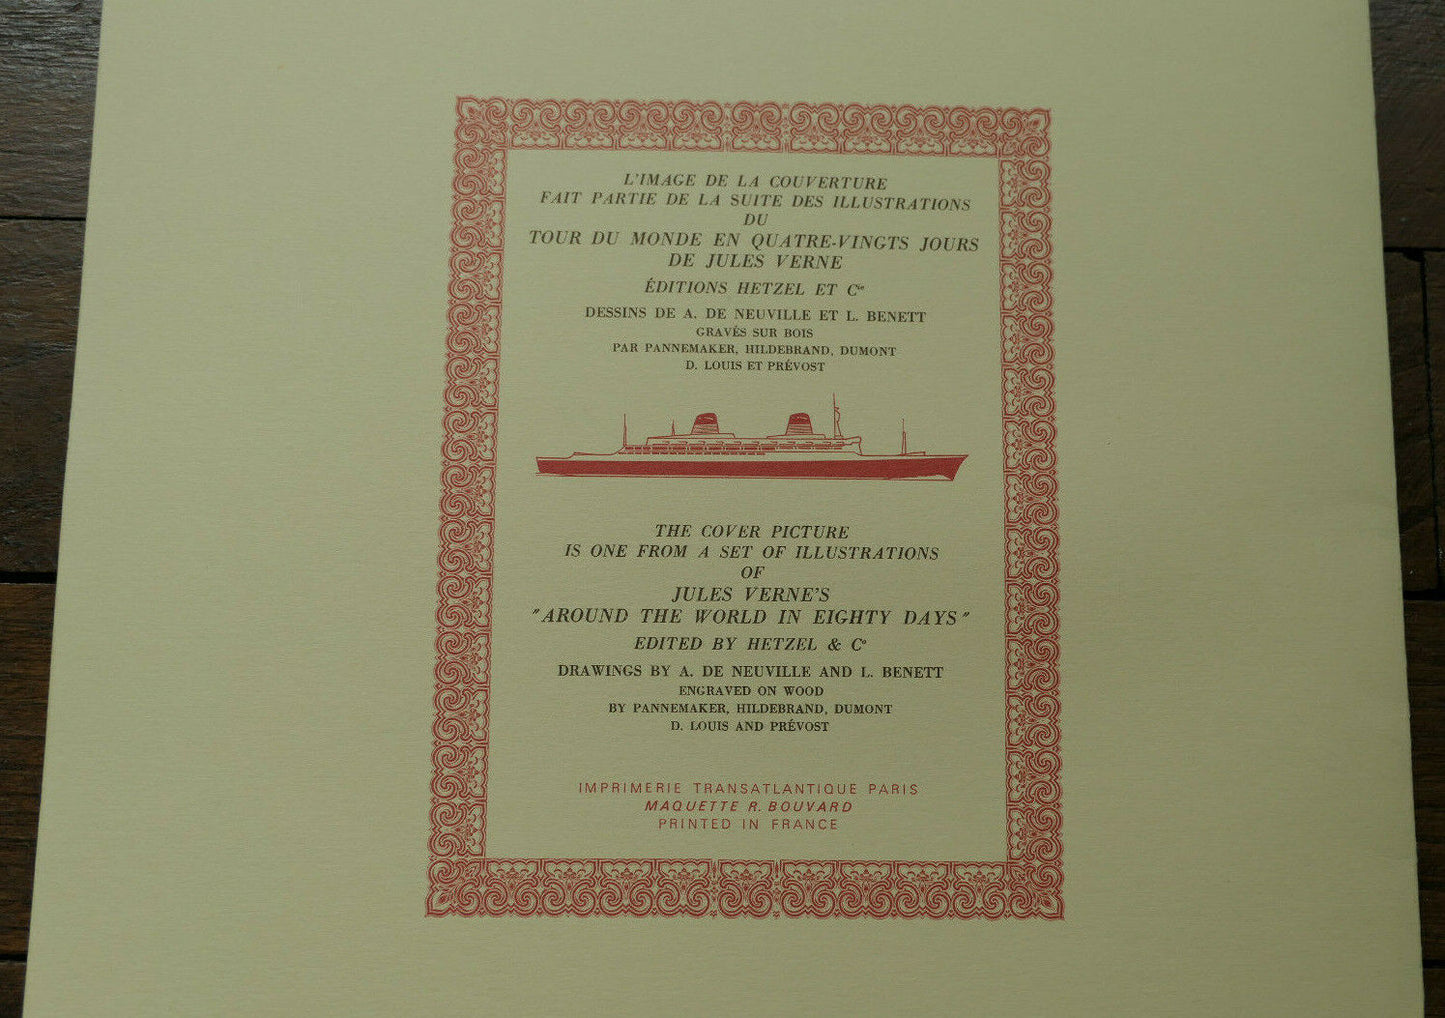 L'IMAGE DE LA COUVERTURE
FAIT PARTIE DE LA SUITE DES ILLUSTRATIONS
DU
TOUR DU MONDE EN QUATRE-VINGTS JOURS
DE JULES VERNE
ÉDITIONS HETZEL ET Cie
DESSINS DE A. DE NEUVILLE ET L. BENETT
GRAVÉS SUR BOIS
PAR PANNEMAKER, HILDEBRAND, DUMONT
D. LOUIS ET PRÉVOST
THE COVER PICTURE
IS ONE FROM A SET OF ILLUSTRATIONS
OF
JULES VERNE'S
"AROUND THE WORLD IN EIGHTY DAYS"
EDITED BY HETZEL & Co
DRAWINGS BY A. DE NEUVILLE AND L. BENETT
ENGRAVED ON WOOD
BY PANNEMAKER, HILDEBRAND, DUMONT
D. LOUIS AND PRÉVOST
IMPRIMERIE TRANSATLANTIQUE PARIS
MAQUETTE R. BOUVARD
PRINTED IN FRANCE